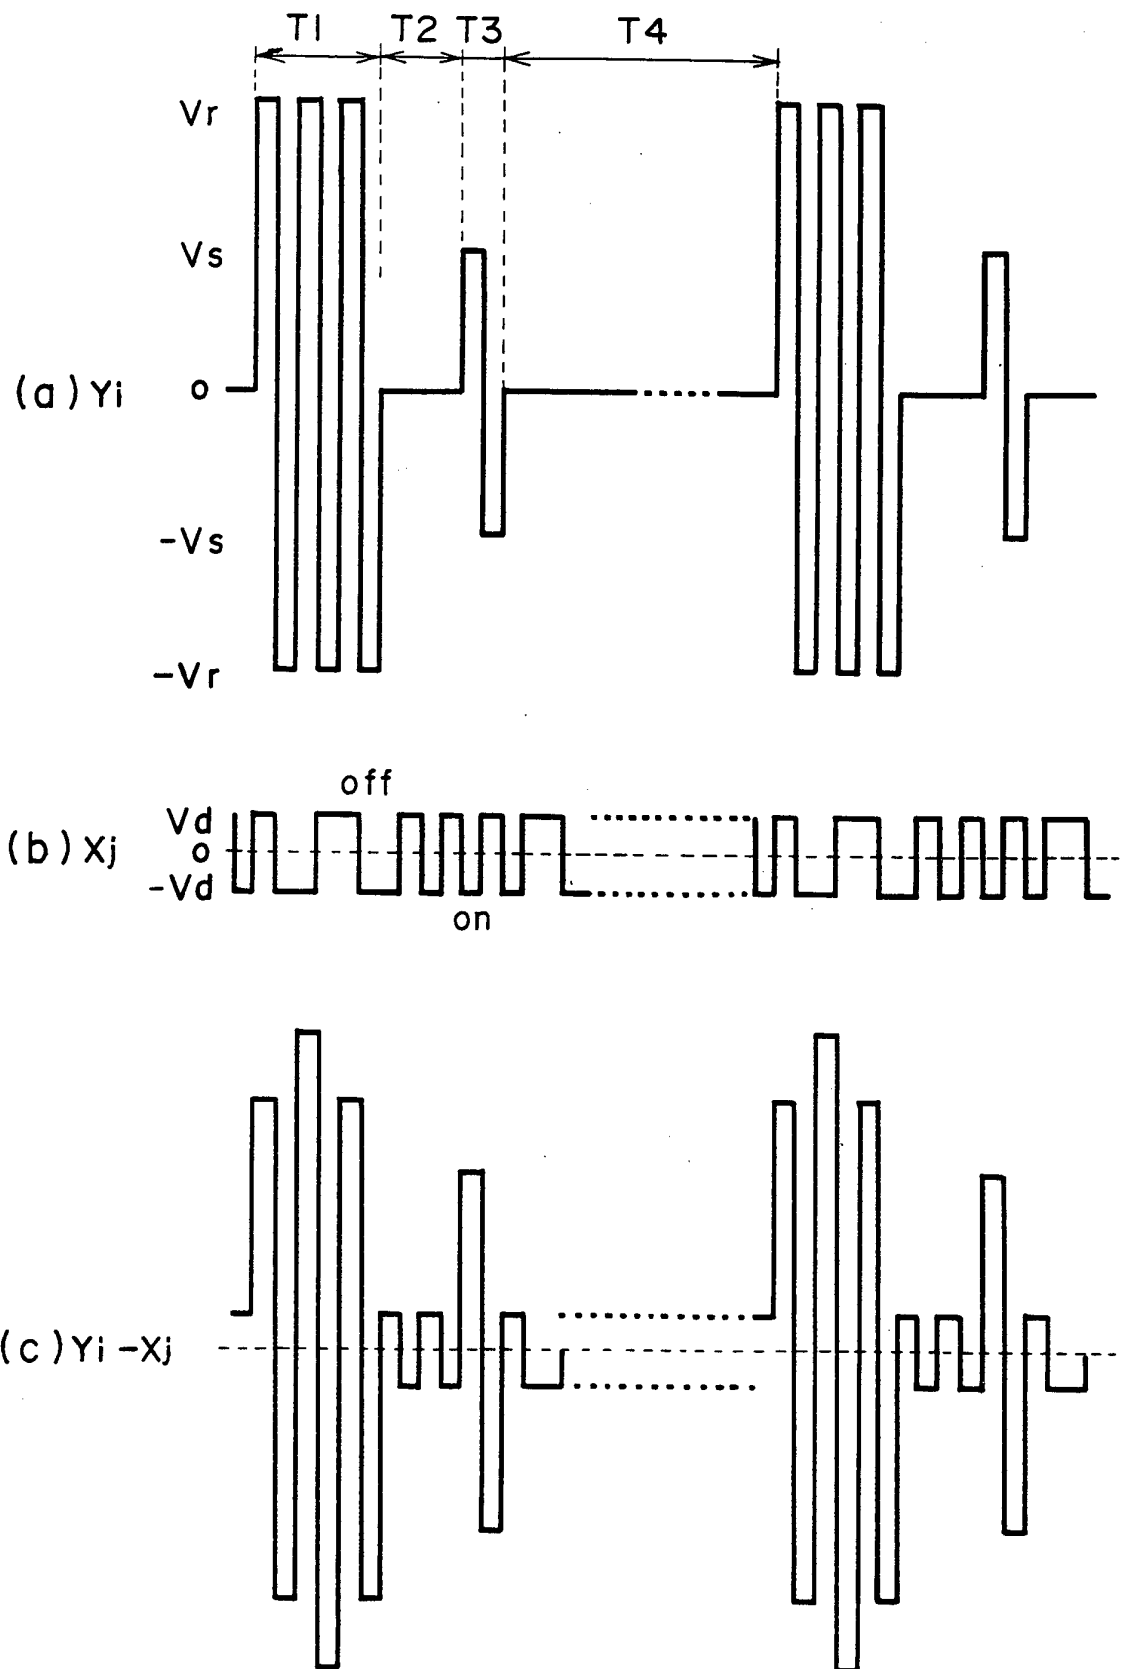 T1 T2 T3 T4
Vr
Vs
(a) Yi o
-Vs
-Vr
off
Vd
(b) Xj o
-Vd
on
(c) Yi -Xj